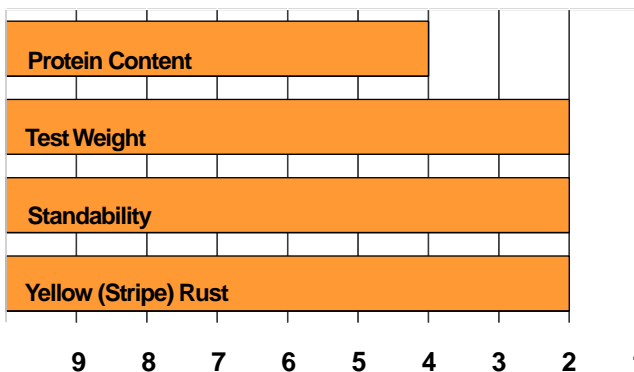 Protein Content
Test Weight
Standability
Yellow (Stripe) Rust
9 8 7 6 5 4 3 2